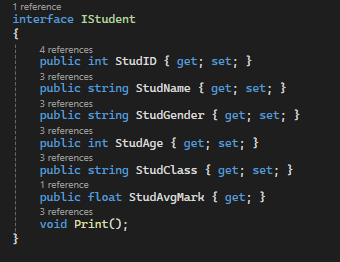 1 reference
interface IStudent
{
4 references
public int StudID { get; set; }
3 references
public string StudName { get; set; }
3 references
public string StudGender { get; set; }
3 references
public int StudAge { get; set; }
3 references
public string StudClass { get; set; }
1 reference
public float StudAvgMark { get; }
3 references
void Print();
}